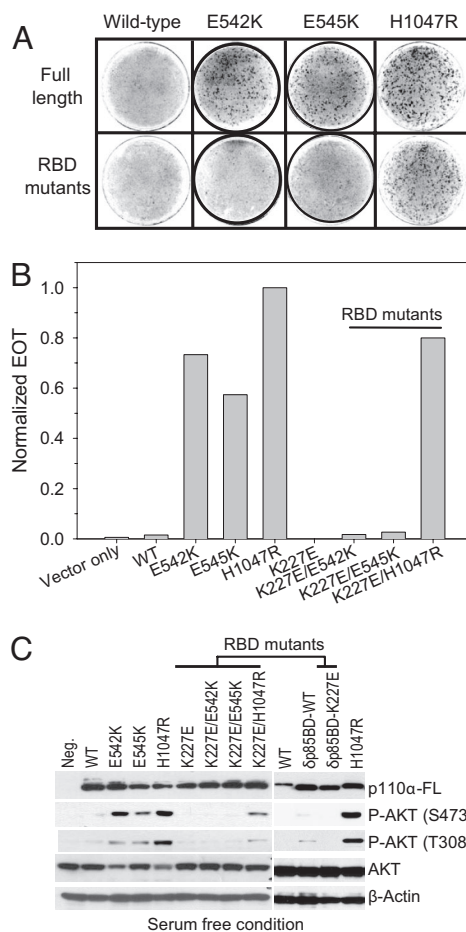 A
Wild-type E542K E545K H1047R
Full length
RBD mutants
B
Normalized EOT
1.0
0.8
0.6
0.4
0.2
0.0
RBD mutants
Vector only WT E542K E545K H1047R K227E K227E/E542K K227E/E545K K227E/H1047R
C
RBD mutants
Neg. WT E542K E545K H1047R K227E K227E/E542K K227E/E545K K227E/H1047R WT δp85BD-WT δp85BD-K227E H1047R
p110α-FL
P-AKT (S473
P-AKT (T308
AKT
β-Actin
Serum free condition